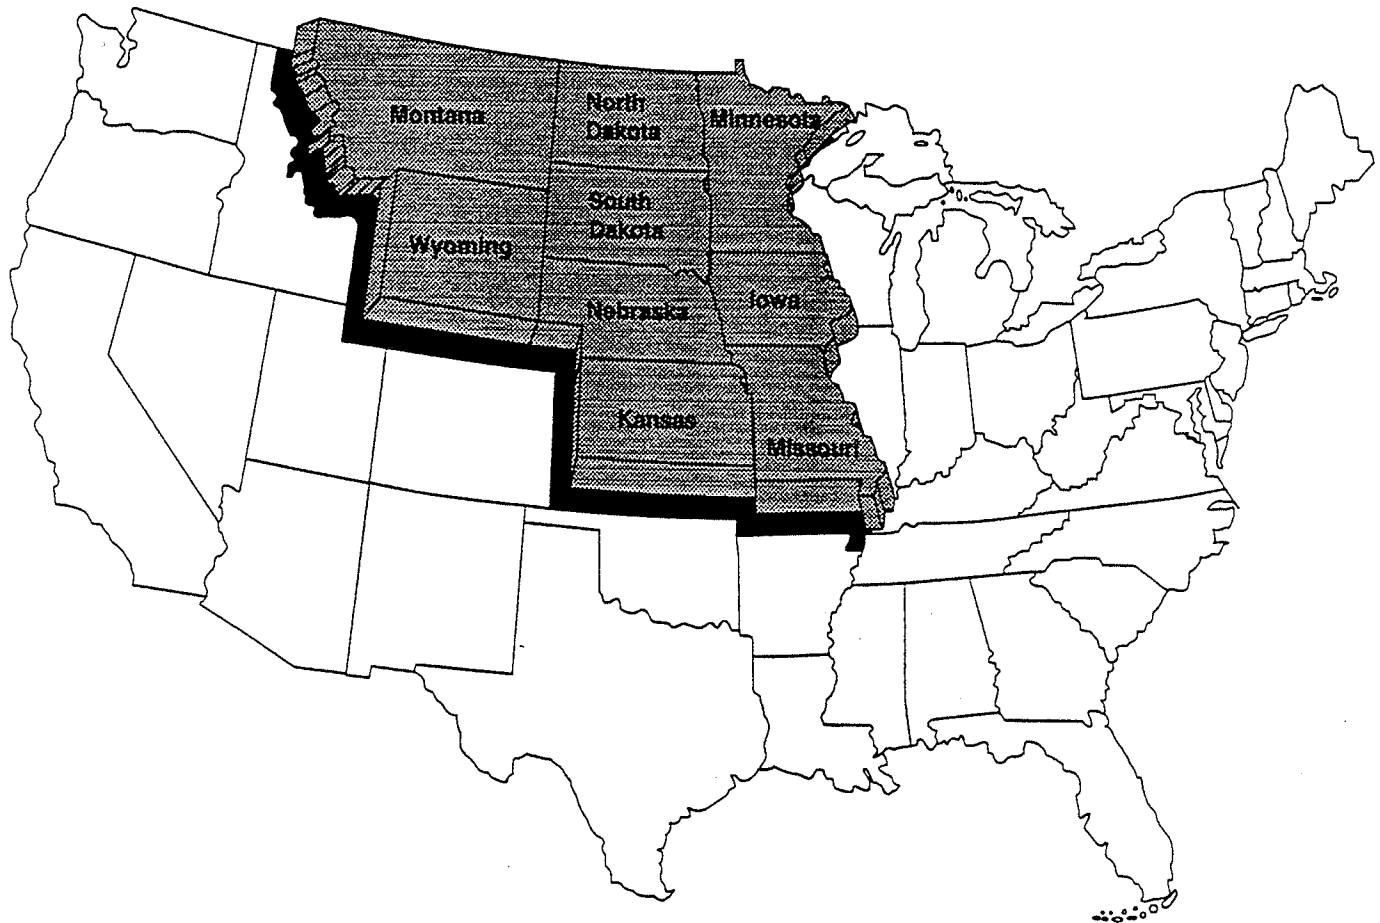 Montana
North
Dakota
Minnesota
South
Dakota
Wyoming
Iowa
Nebraska
Kansas
Missouri